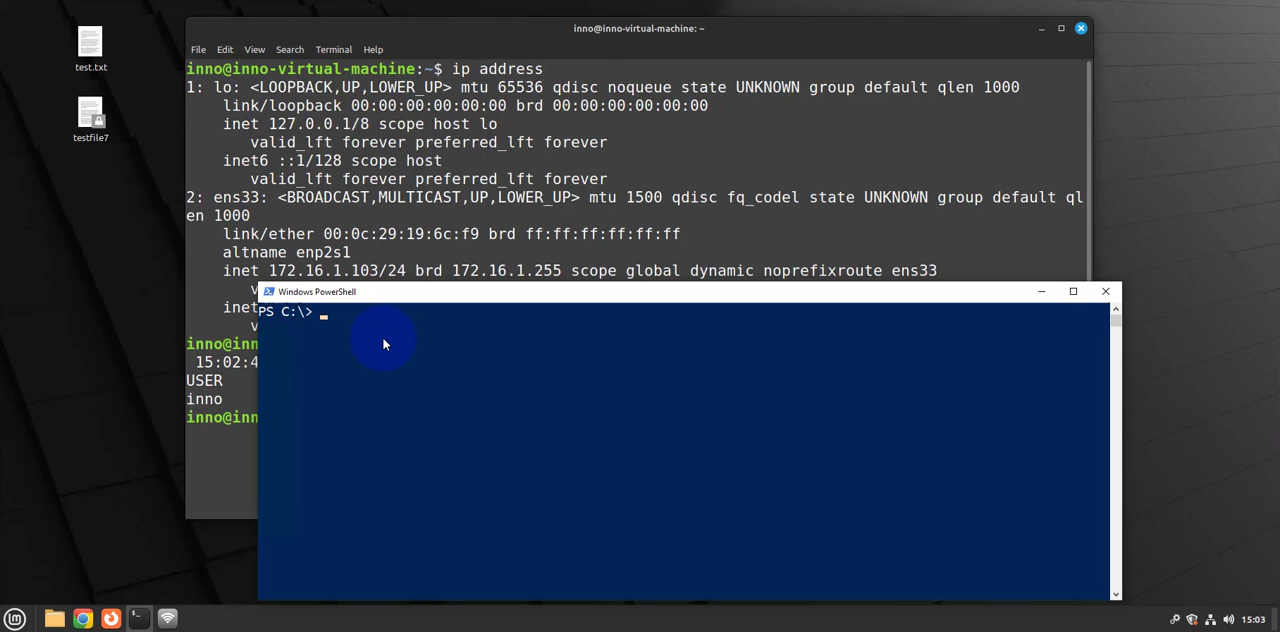 test.txt
testfile7
inno@inno-virtual-machine: ~
File Edit View Search Terminal Help
inno@inno-virtual-machine:~$ ip address
1: lo: <LOOPBACK,UP,LOWER_UP> mtu 65536 qdisc noqueue state UNKNOWN group default qlen 1000
link/loopback 00:00:00:00:00:00 brd 00:00:00:00:00:00
inet 127.0.0.1/8 scope host lo
valid_lft forever preferred_lft forever
inet6 ::1/128 scope host
valid_lft forever preferred_lft forever
2: ens33: <BROADCAST,MULTICAST,UP,LOWER_UP> mtu 1500 qdisc fq_codel state UNKNOWN group default ql
en 1000
link/ether 00:0c:29:19:6c:f9 brd ff:ff:ff:ff:ff:ff
altname enp2s1
inet 172.16.1.103/24 brd 172.16.1.255 scope global dynamic noprefixroute ens33
v
inet
v
inno@inn
15:02:4
USER
inno
inno@inn
Windows PowerShell
PS C:\>
15:03